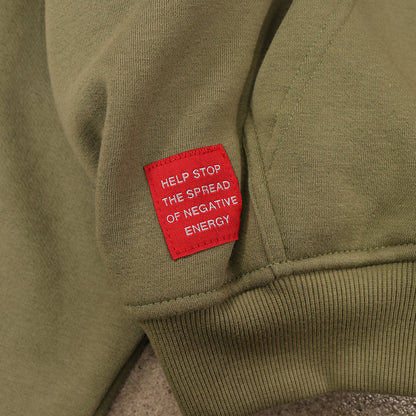 HELP STOP
THE SPREAD
OF NEGATIVE
ENERGY